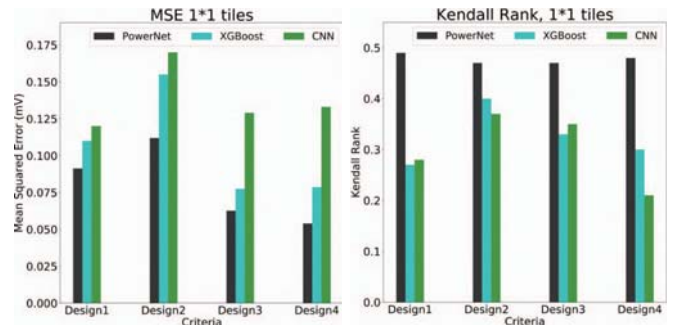 MSE 1*1 tiles
PowerNet XGBoost CNN
Mean Squared Error (mV)
0.175
0.150
0.125
0.100
0.075
0.050
0.025
0.000
Design1 Design2 Design3 Design4
Criteria
Kendall Rank, 1*1 tiles
PowerNet XGBoost CNN
Kendall Rank
0.5
0.4
0.3
0.2
0.1
0.0
Design1 Design2 Design3 Design4
Criteria